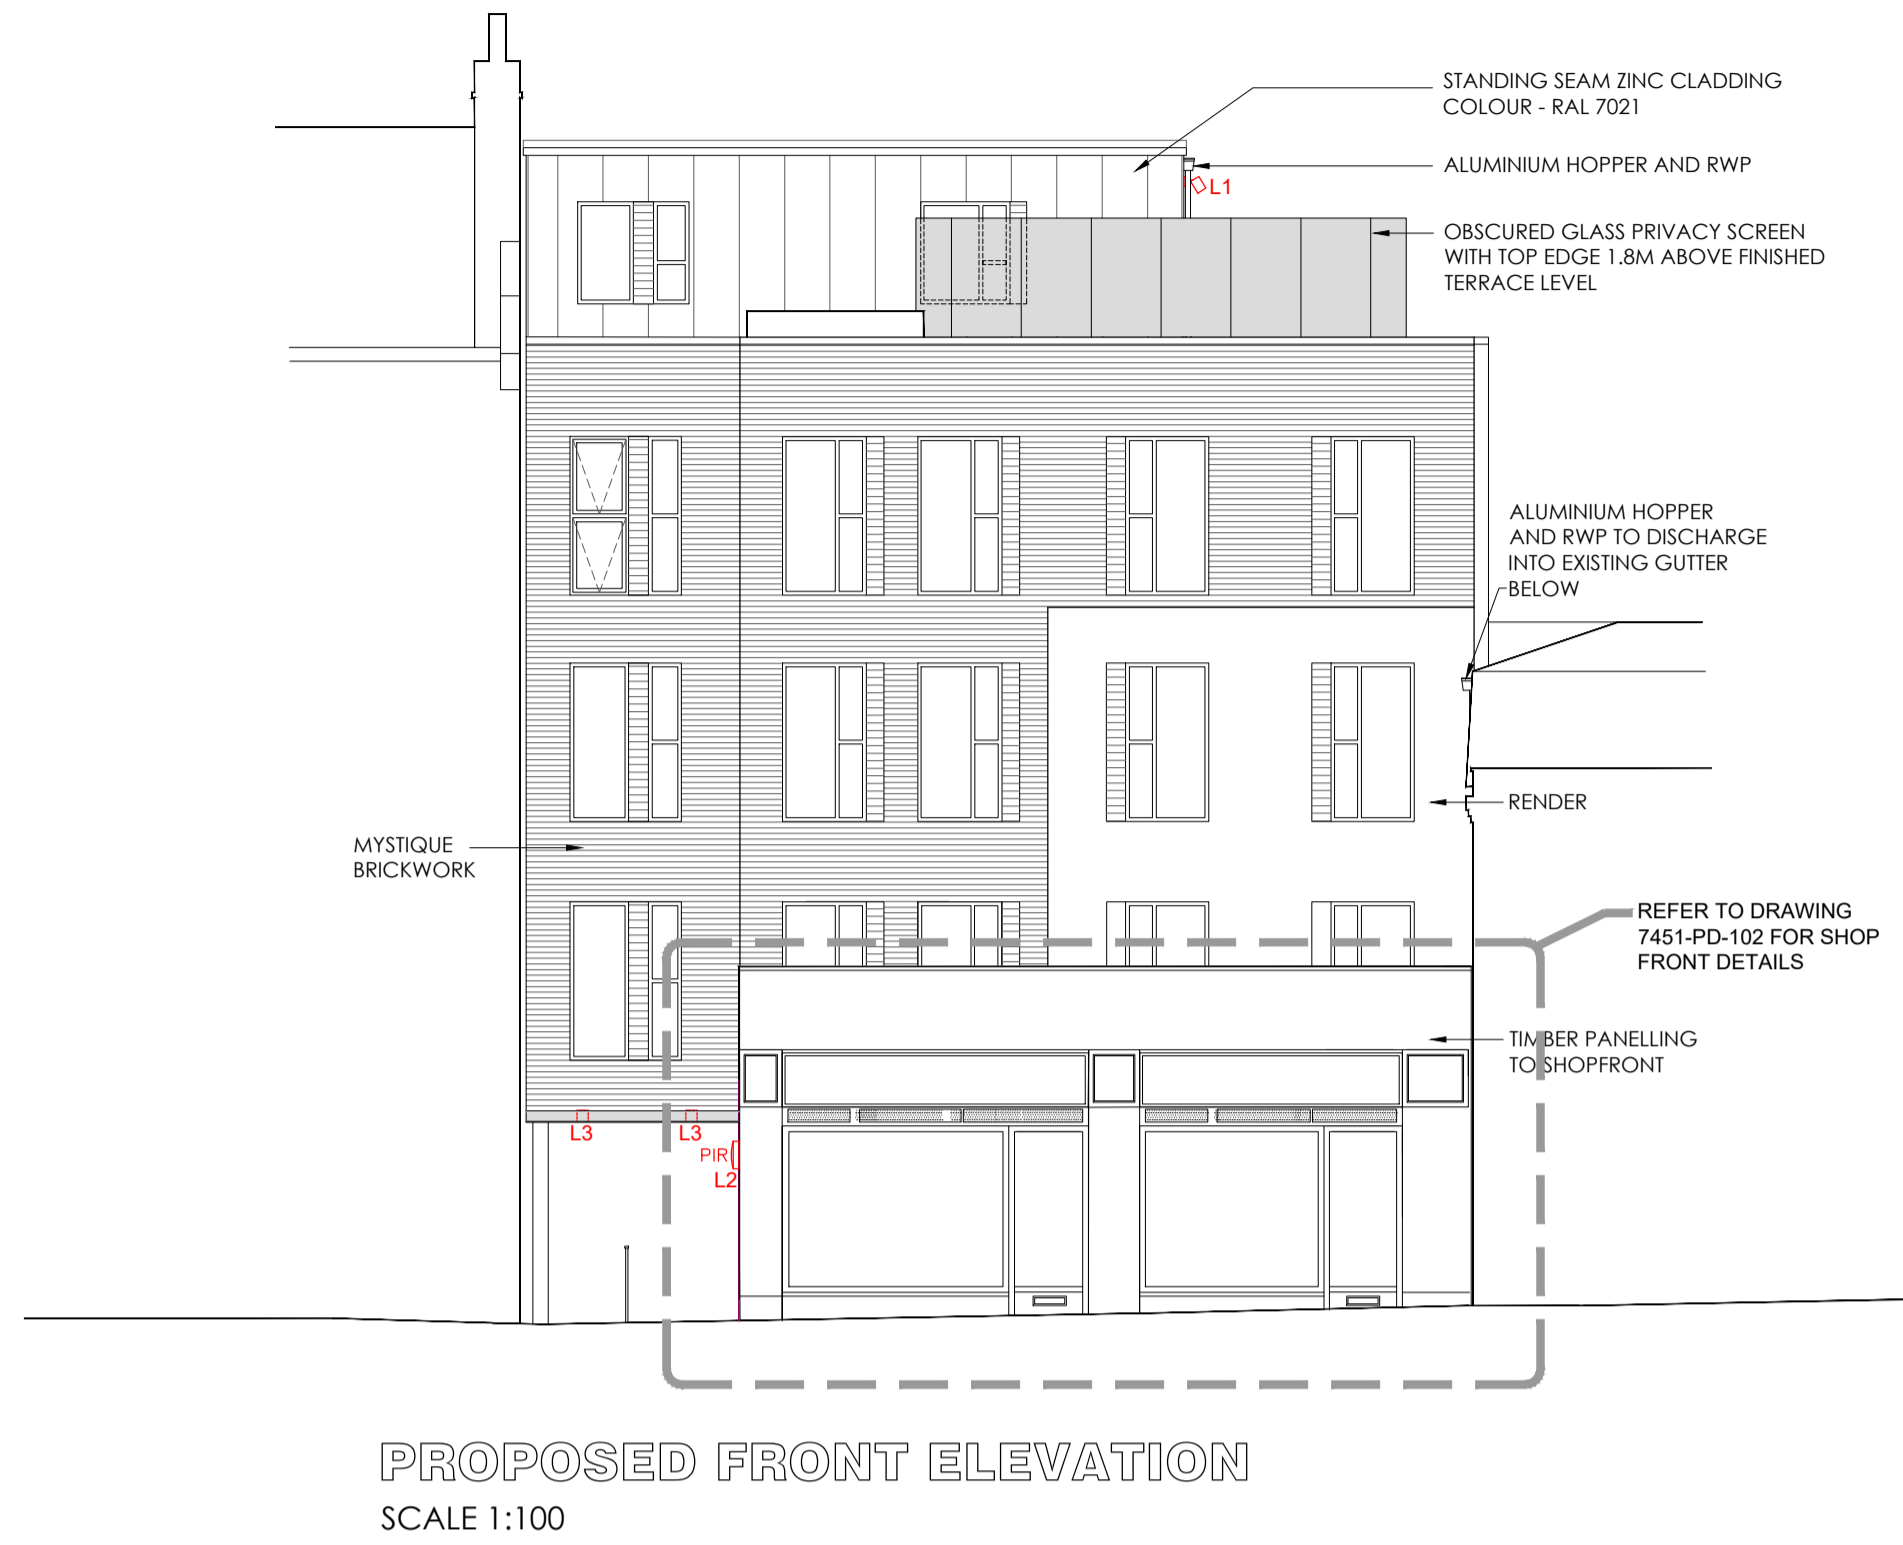 STANDING SEAM ZINC CLADDING
COLOUR - RAL 7021
ALUMINIUM HOPPER AND RWP
L1
OBSCURED GLASS PRIVACY SCREEN
WITH TOP EDGE 1.8M ABOVE FINISHED
TERRACE LEVEL
ALUMINIUM HOPPER
AND RWP TO DISCHARGE
INTO EXISTING GUTTER
BELOW
RENDER
MYSTIQUE
BRICKWORK
REFER TO DRAWING
7451-PD-102 FOR SHOP
FRONT DETAILS
TIMBER PANELLING
TO SHOPFRONT
L3
L3
PIR
L2
PROPOSED FRONT ELEVATION
SCALE 1:100